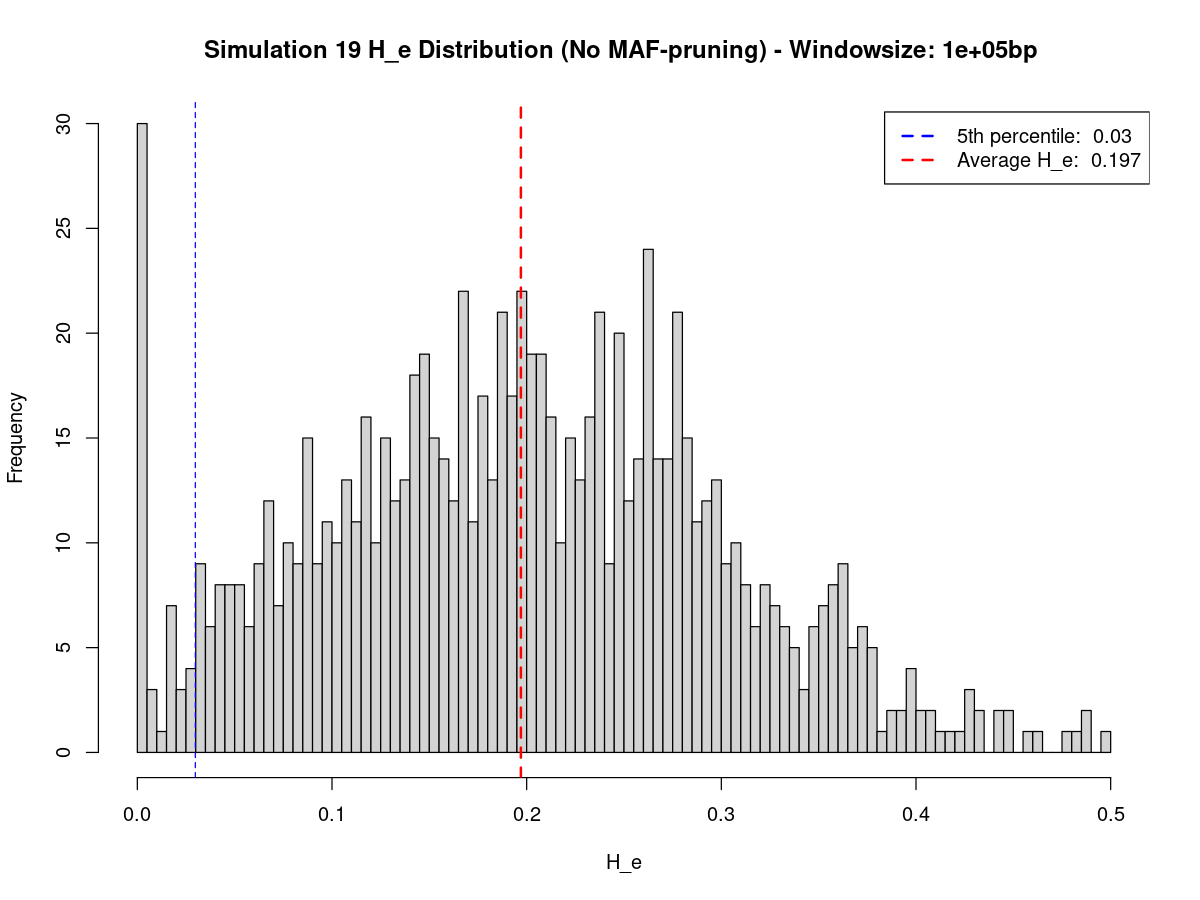 Simulation 19 H_e Distribution (No MAF-pruning) - Windowsize: 1e+05bp
5th percentile: 0.03
Average H_e: 0.197
Frequency
30
25
20
15
10
5
0
0.0 0.1 0.2 0.3 0.4 0.5
H_e